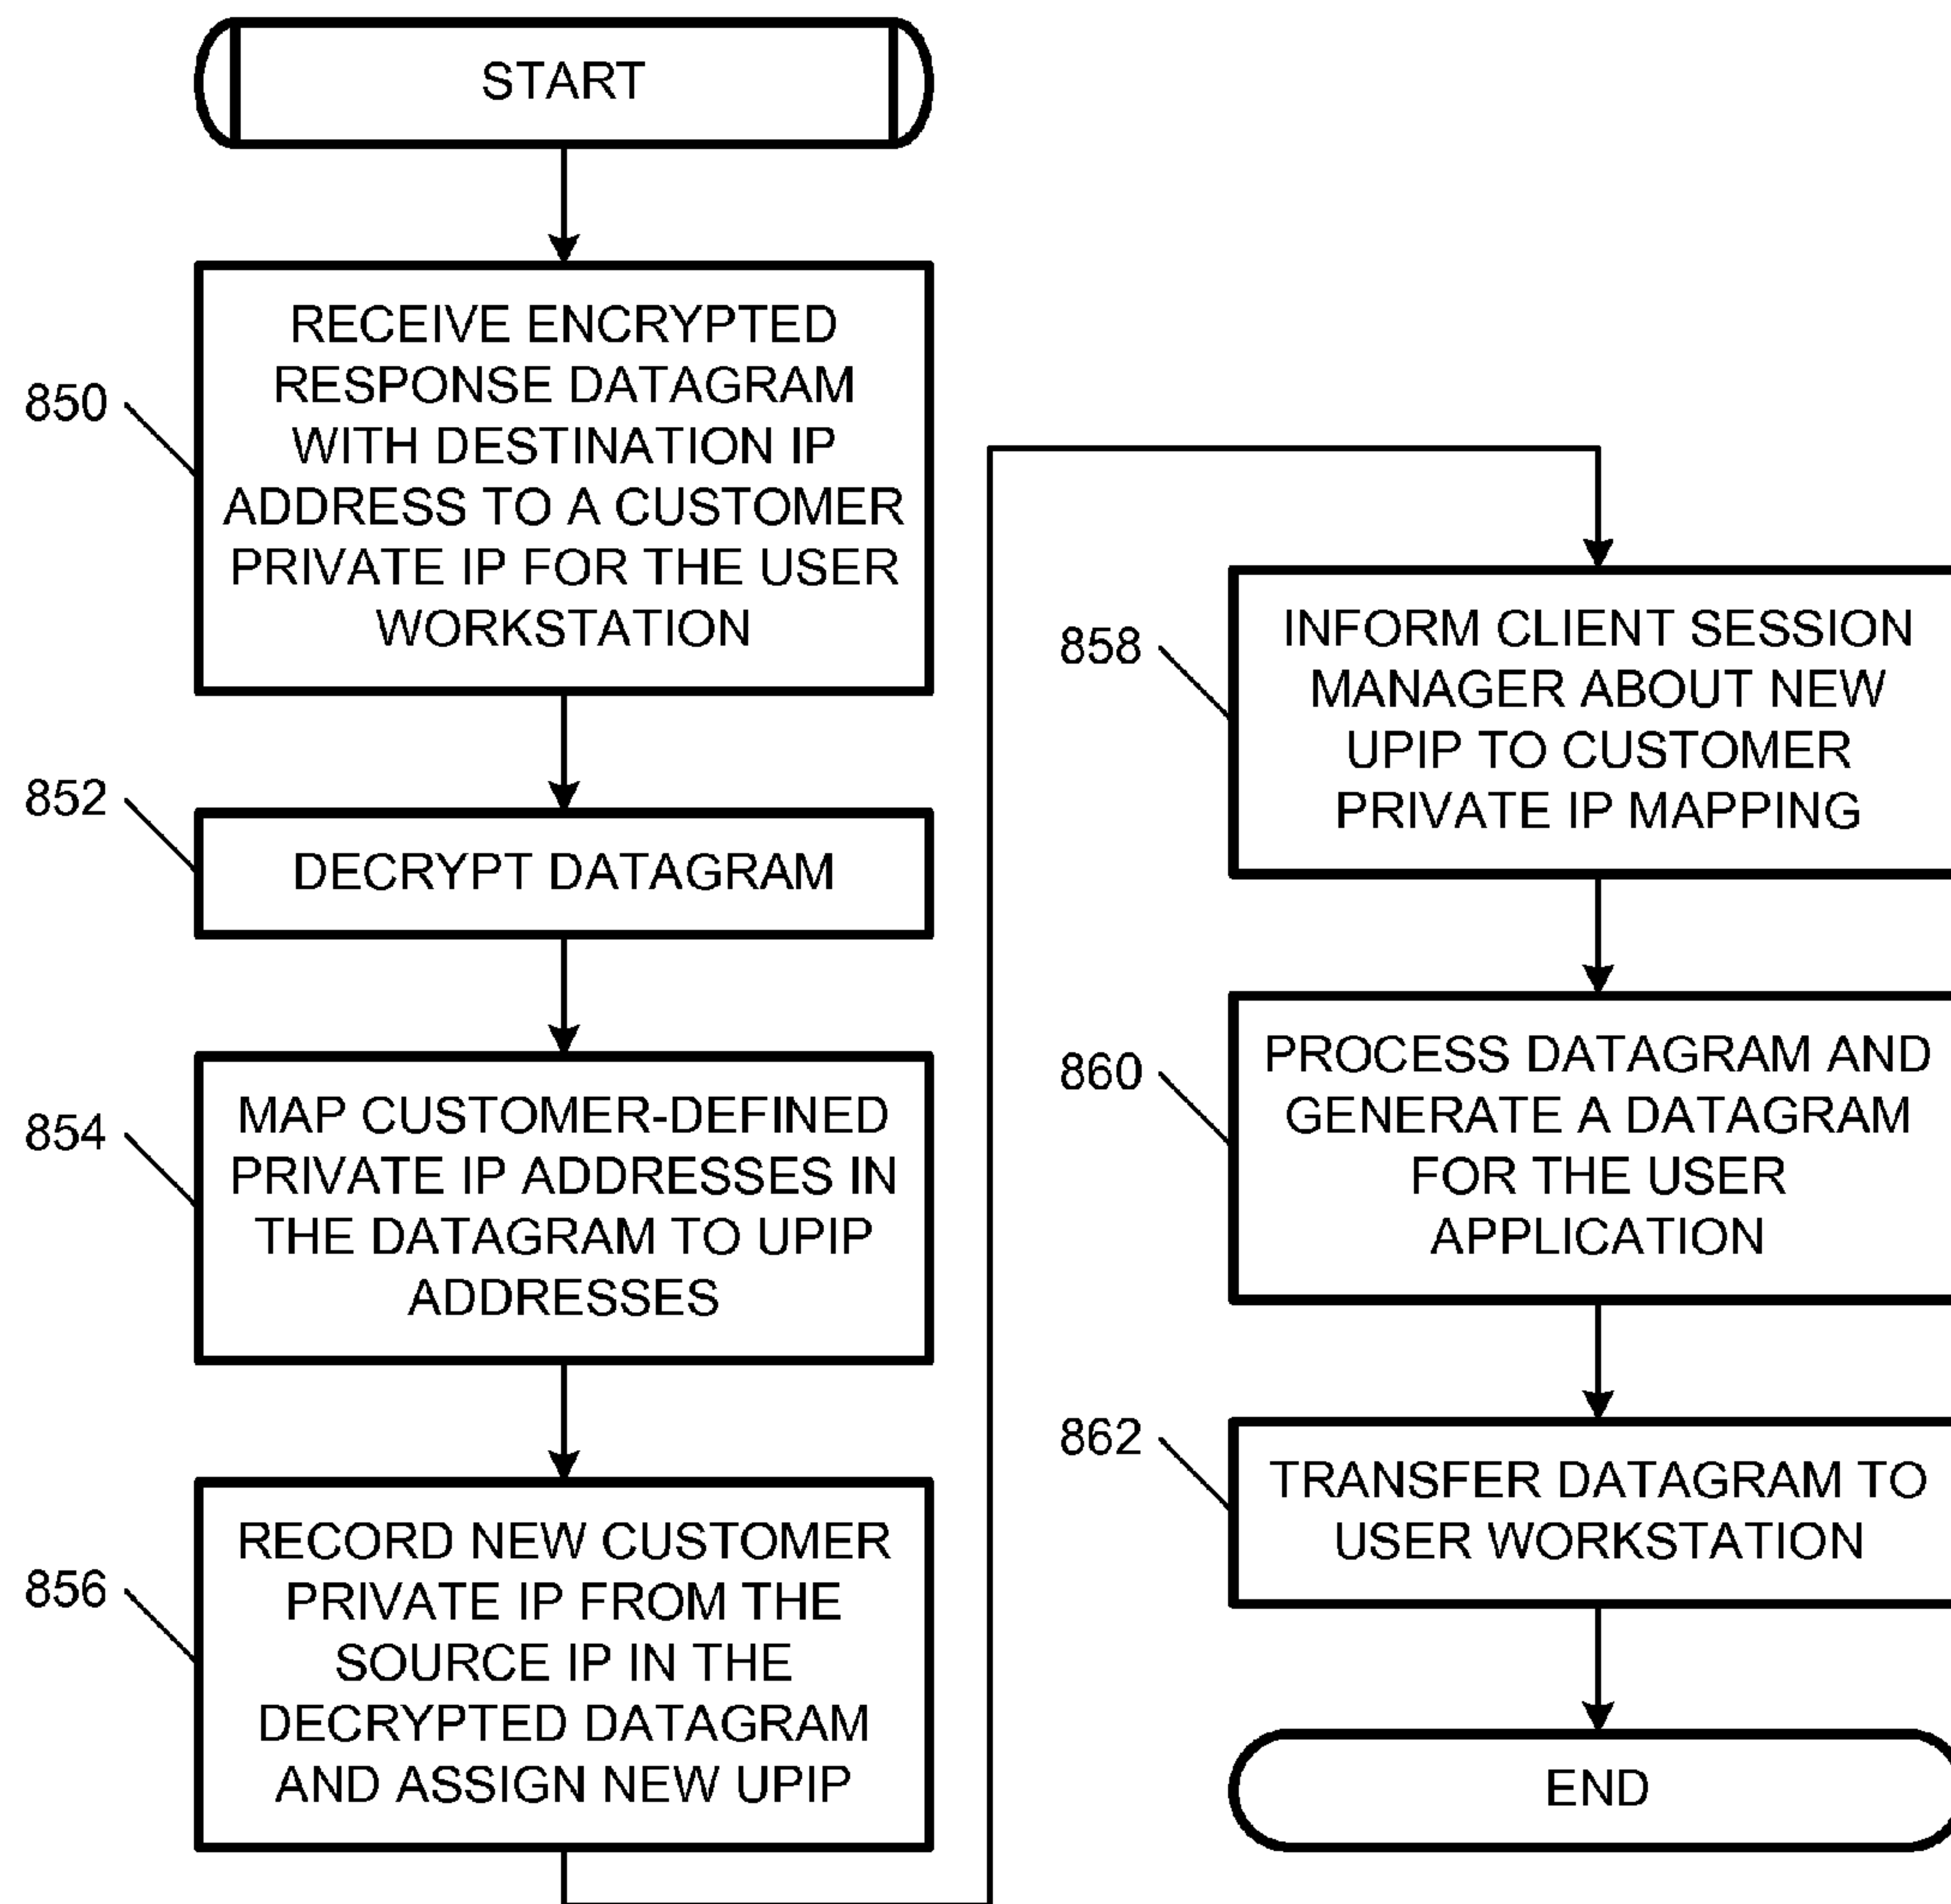 START
850
RECEIVE ENCRYPTED
RESPONSE DATAGRAM
WITH DESTINATION IP
ADDRESS TO A CUSTOMER
PRIVATE IP FOR THE USER
WORKSTATION
852
DECRYPT DATAGRAM
854
MAP CUSTOMER-DEFINED
PRIVATE IP ADDRESSES IN
THE DATAGRAM TO UPIP
ADDRESSES
856
RECORD NEW CUSTOMER
PRIVATE IP FROM THE
SOURCE IP IN THE
DECRYPTED DATAGRAM
AND ASSIGN NEW UPIP
858
INFORM CLIENT SESSION
MANAGER ABOUT NEW
UPIP TO CUSTOMER
PRIVATE IP MAPPING
860
PROCESS DATAGRAM AND
GENERATE A DATAGRAM
FOR THE USER
APPLICATION
862
TRANSFER DATAGRAM TO
USER WORKSTATION
END